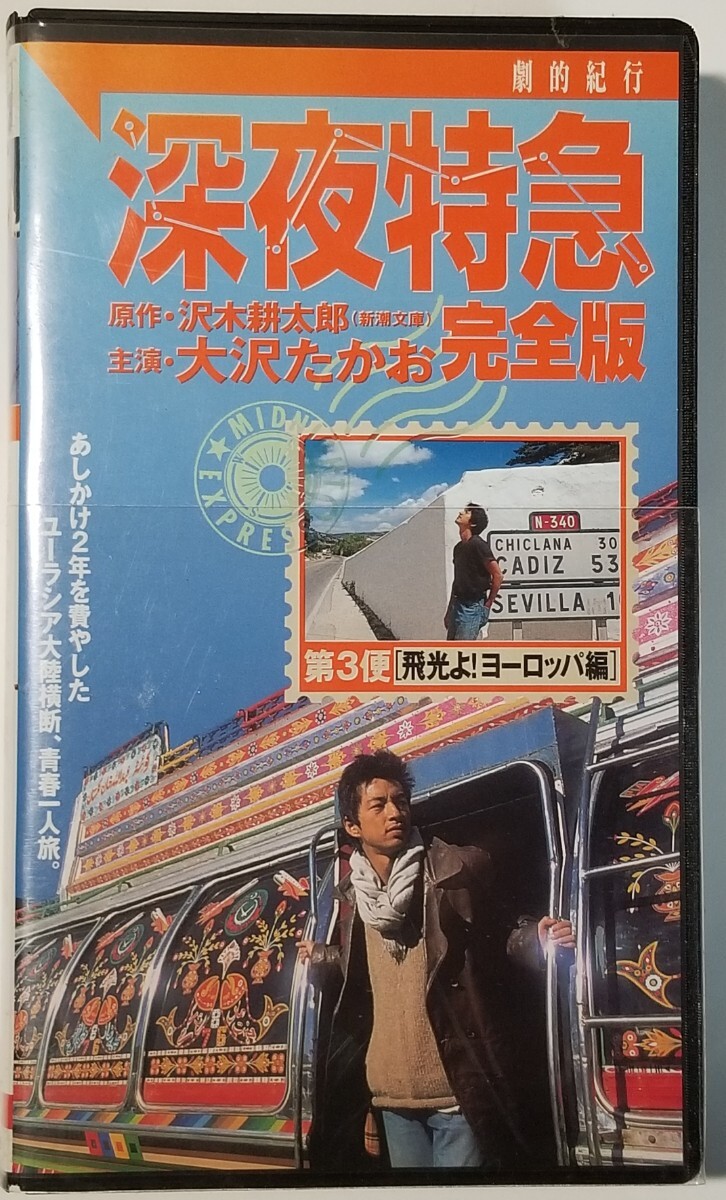 劇的紀行
深夜特急
原作・沢木耕太郎（新潮文庫）
主演・大沢たかお
完全版
MIDN
EXPRESS
あしかけ2年を費やした
ユーラシア大陸横断、青春一人旅。
N-340
CHICLANA 30
CADIZ 53
SEVILLA 1
第3便［飛光よ!ヨーロッパ編］